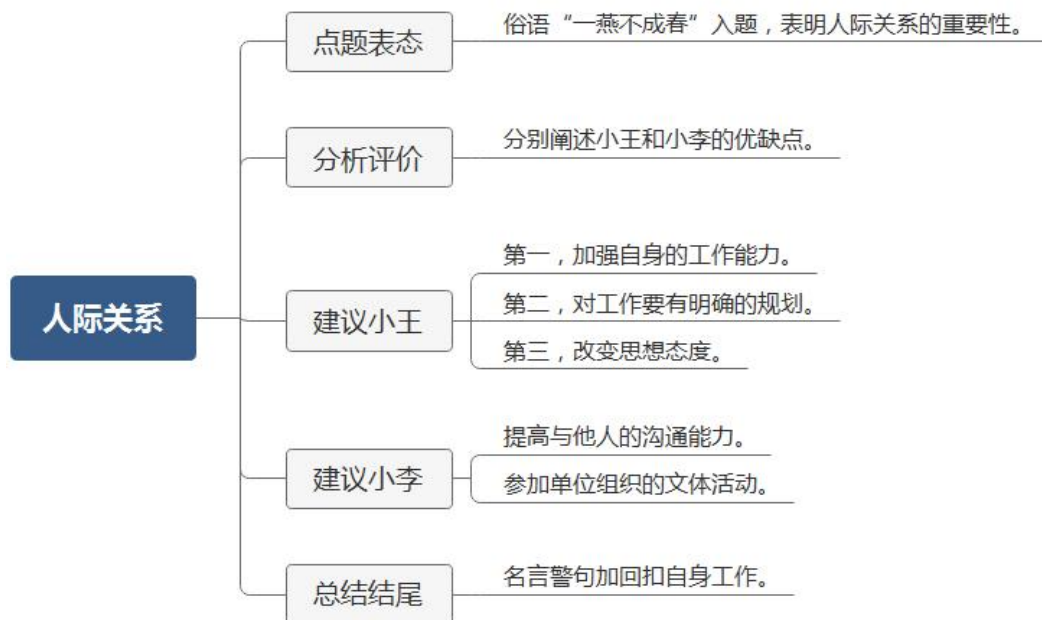 点题表态
俗语“一燕不成春”入题，表明人际关系的重要性。
分析评价
分别阐述小王和小李的优缺点。
人际关系
建议小王
第一，加强自身的工作能力。
第二，对工作要有明确的规划。
第三，改变思想态度。
建议小李
提高与他人的沟通能力。
参加单位组织的文体活动。
总结结尾
名言警句加回扣自身工作。